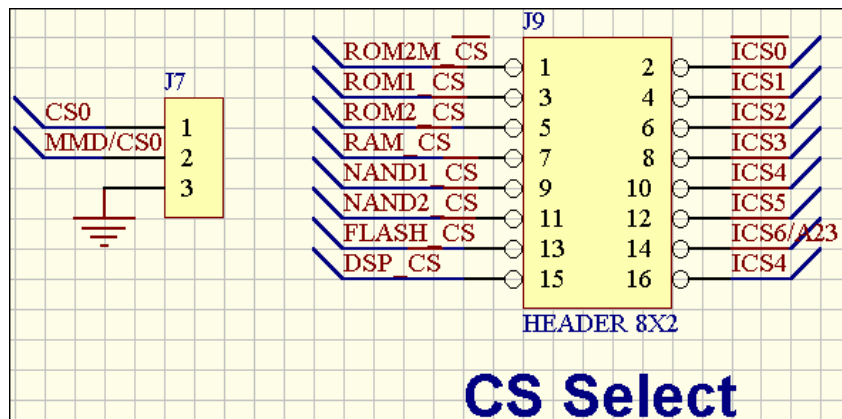 J9
J7
ROM2M_CS 1 2 ICS0
ROM1_CS 3 4 ICS1
CS0 1
ROM2_CS 5 6 ICS2
MMD/CS0 2
RAM_CS 7 8 ICS3
3
NAND1_CS 9 10 ICS4
NAND2_CS 11 12 ICS5
FLASH_CS 13 14 ICS6/A23
DSP_CS 15 16 ICS4
HEADER 8X2
CS Select